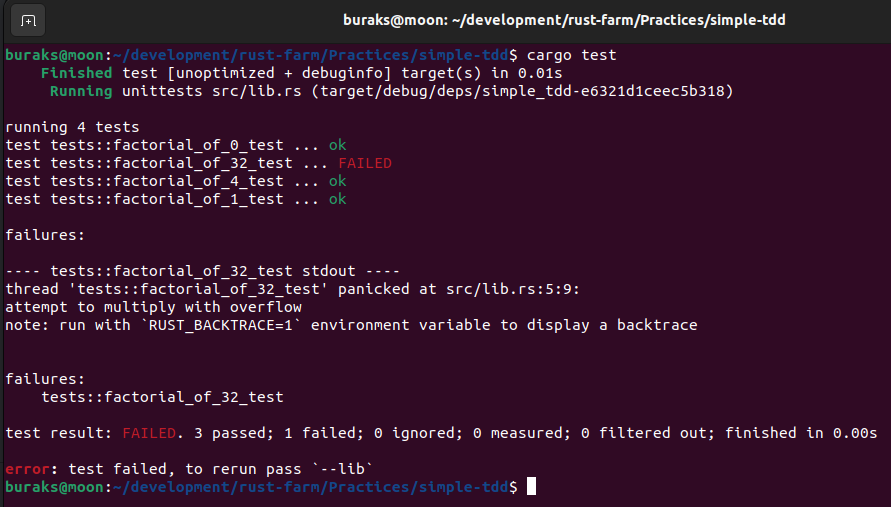 buraks@moon: ~/development/rust-farm/Practices/simple-tdd
buraks@moon:~/development/rust-farm/Practices/simple-tdd$ cargo test
    Finished test [unoptimized + debuginfo] target(s) in 0.01s
     Running unittests src/lib.rs (target/debug/deps/simple_tdd-e6321d1ceec5b318)
running 4 tests
test tests::factorial_of_0_test ... ok
test tests::factorial_of_32_test ... FAILED
test tests::factorial_of_4_test ... ok
test tests::factorial_of_1_test ... ok
failures:
---- tests::factorial_of_32_test stdout ----
thread 'tests::factorial_of_32_test' panicked at src/lib.rs:5:9:
attempt to multiply with overflow
note: run with `RUST_BACKTRACE=1` environment variable to display a backtrace
failures:
    tests::factorial_of_32_test
test result: FAILED. 3 passed; 1 failed; 0 ignored; 0 measured; 0 filtered out; finished in 0.00s
error: test failed, to rerun pass `--lib`
buraks@moon:~/development/rust-farm/Practices/simple-tdd$